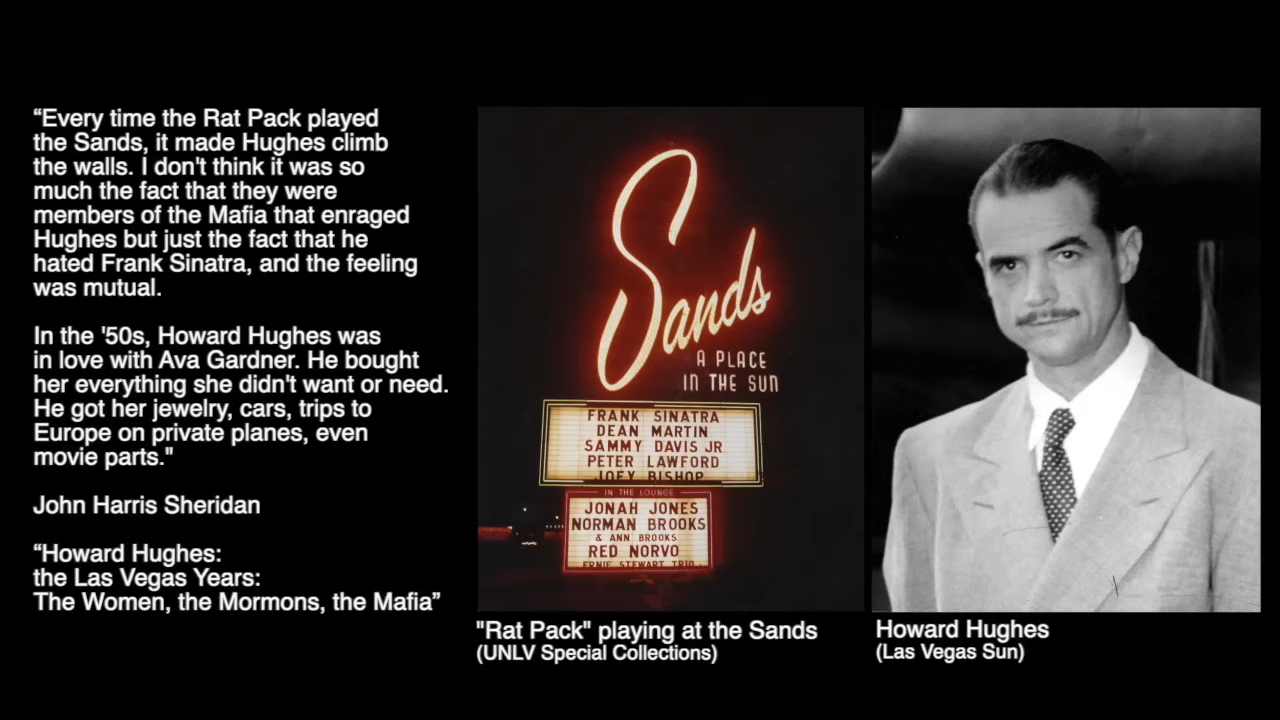 “Every time the Rat Pack played
the Sands, it made Hughes climb
the walls. I don't think it was so
much the fact that they were
members of the Mafia that enraged
Hughes but just the fact that he
hated Frank Sinatra, and the feeling
was mutual.
In the '50s, Howard Hughes was
in love with Ava Gardner. He bought
her everything she didn't want or need.
He got her jewelry, cars, trips to
Europe on private planes, even
movie parts."
John Harris Sheridan
“Howard Hughes:
the Las Vegas Years:
The Women, the Mormons, the Mafia”
Sands
A PLACE
IN THE SUN
FRANK SINATRA
DEAN MARTIN
SAMMY DAVIS JR
PETER LAWFORD
JOEY BISHOP
IN THE LOUNGE
JONAH JONES
NORMAN BROOKS
& ANN BROOKS
RED NORVO
ERNIE STEWART TRIO
"Rat Pack" playing at the Sands
(UNLV Special Collections)
Howard Hughes
(Las Vegas Sun)